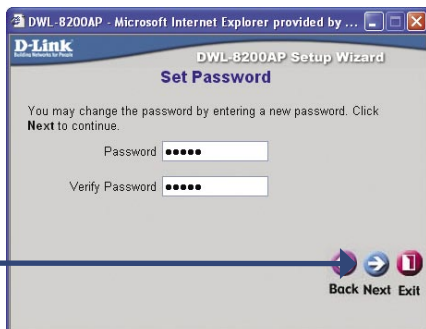 DWL-8200AP - Microsoft Internet Explorer provided by ...
D-Link
Building Networks for People
DWL-8200AP Setup Wizard
Set Password
You may change the password by entering a new password. Click
Next to continue.
Password •••••
Verify Password •••••
Back Next Exit